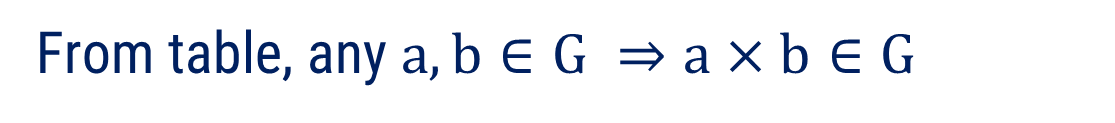 From table, any a, b ∈ G ⇒ a × b ∈ G